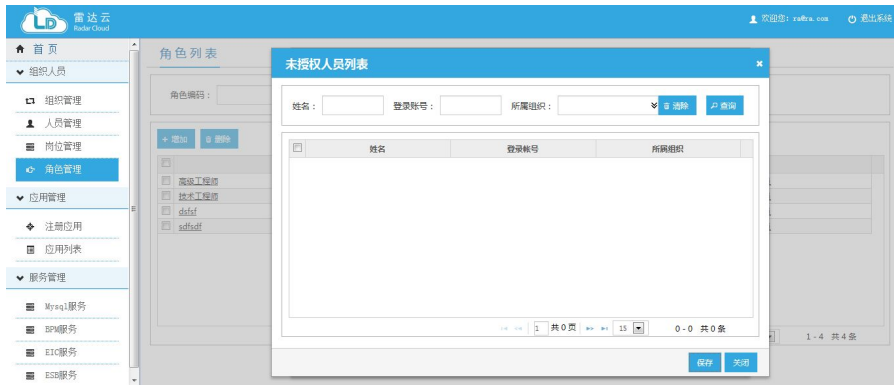 雷达云
Radar Cloud
欢迎您: ra@ra.com 退出系统
首页
组织人员
组织管理
人员管理
岗位管理
角色管理
应用管理
注册应用
应用列表
服务管理
Mysql服务
BPM服务
EIC服务
ESB服务
角色列表
角色编码：
增加 删除
高级工程师
技术工程师
dsfsf
sdfsdf
1-4 共4条
未授权人员列表
姓名： 登录账号： 所属组织： 清除 查询
姓名 登录帐号 所属组织
1 共0页 15 0-0 共0条
保存 关闭